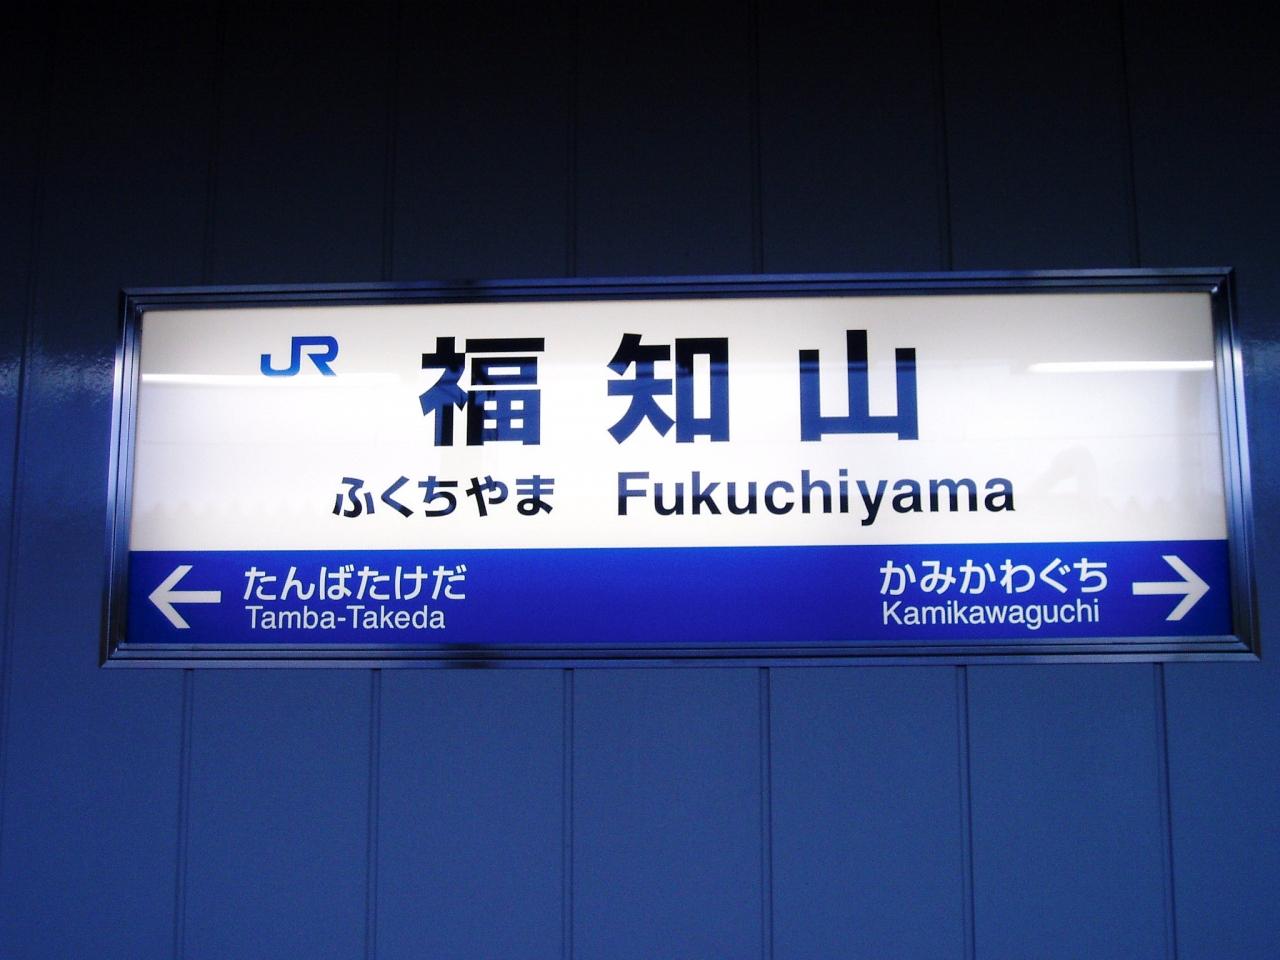 JR 福知山
ふくちやま Fukuchiyama
← たんばたけだ
Tamba-Takeda
かみかわぐち →
Kamikawaguchi